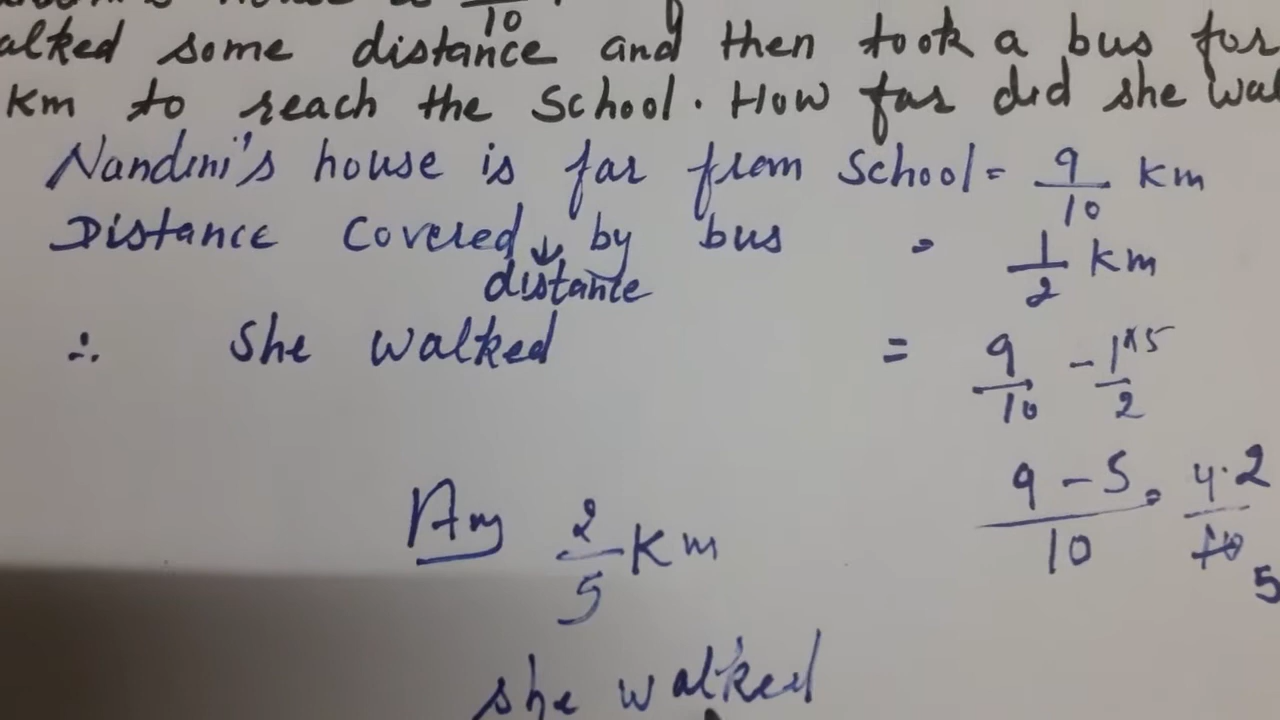 10
alked some distance and then took a bus for
km to reach the School. How far did she wal
Nandini's house is far from School = 9/10 km
Distance Covered ↓ by bus = 1/2 km
distance
∴ She walked = 9/10 - 1×5/2
9 - 5/10 = 4 2/10 5
Ans 2/5 Km
she walked